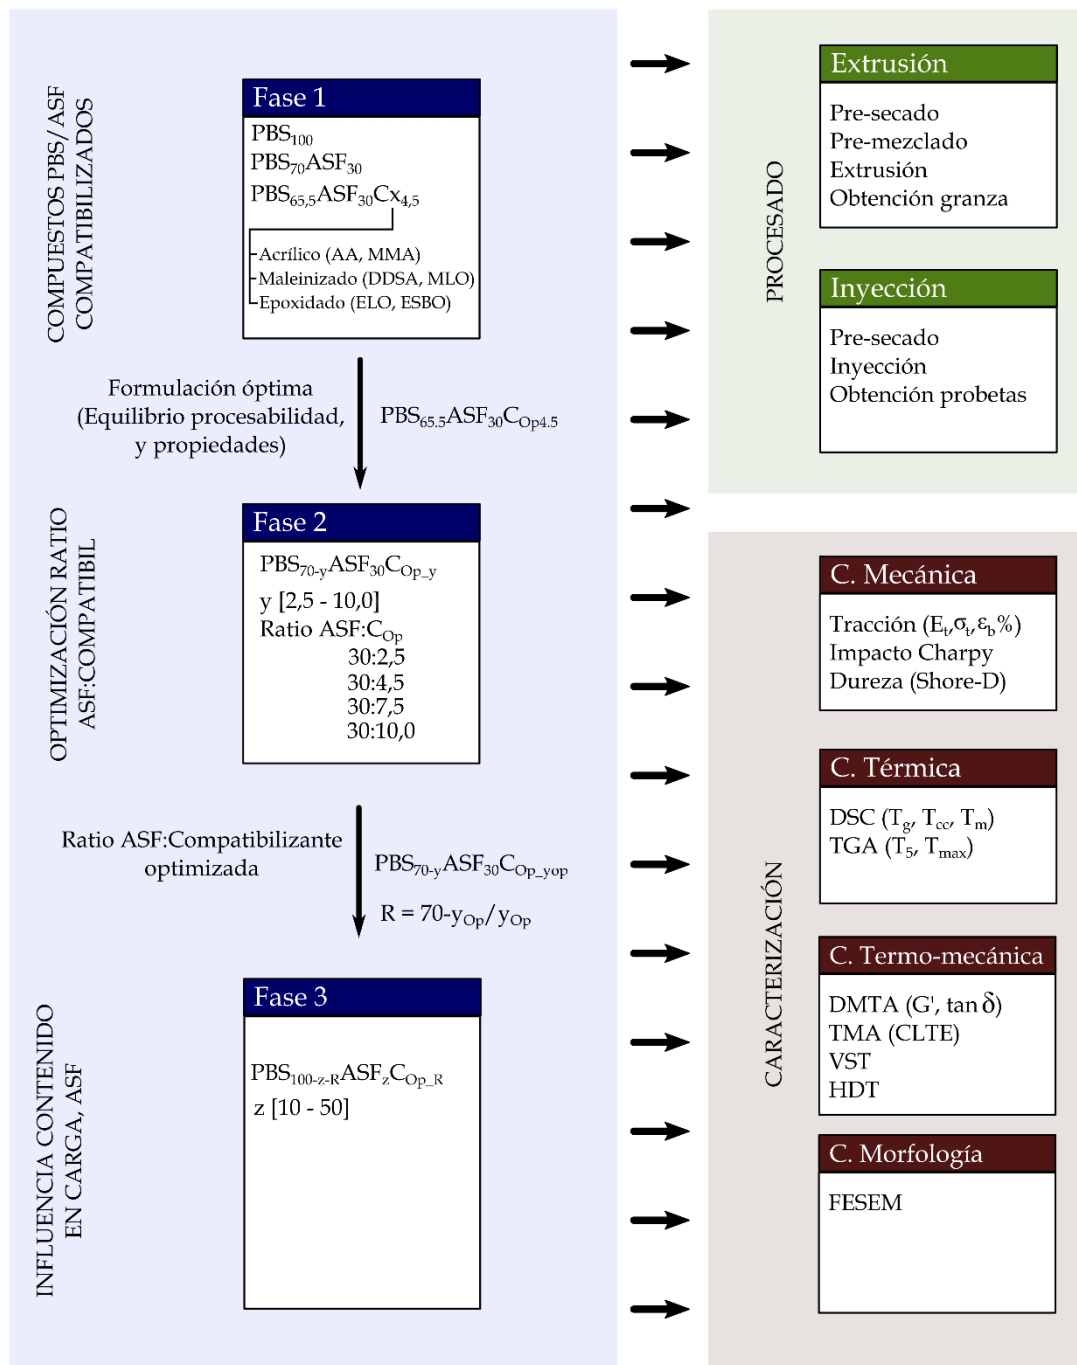 COMPUESTOS PBS/ASF
COMPATIBILIZADOS
Fase 1
PBS₁₀₀
PBS₇₀ASF₃₀
PBS₆₅,₅ASF₃₀Cx₄,₅
Acrílico (AA, MMA)
Maleinizado (DDSA, MLO)
Epoxidado (ELO, ESBO)
Formulación óptima
(Equilibrio procesabilidad,
y propiedades)
PBS65.5ASF30COp4.5
OPTIMIZACIÓN RATIO
ASF:COMPATIBIL
Fase 2
PBS70-yASF30COp_y
y [2,5 - 10,0]
Ratio ASF:COp
30:2,5
30:4,5
30:7,5
30:10,0
Ratio ASF:Compatibilizante
optimizada
PBS70-yASF30COp_yop
R = 70-yOp/yOp
INFLUENCIA CONTENIDO
EN CARGA, ASF
Fase 3
PBS100-z-RASFzCOp_R
z [10 - 50]
PROCESADO
Extrusión
Pre-secado
Pre-mezclado
Extrusión
Obtención granza
Inyección
Pre-secado
Inyección
Obtención probetas
CARACTERIZACIÓN
C. Mecánica
Tracción (Et,σt,εb%)
Impacto Charpy
Dureza (Shore-D)
C. Térmica
DSC (Tg, Tcc, Tm)
TGA (T5, Tmax)
C. Termo-mecánica
DMTA (G', tan δ)
TMA (CLTE)
VST
HDT
C. Morfología
FESEM